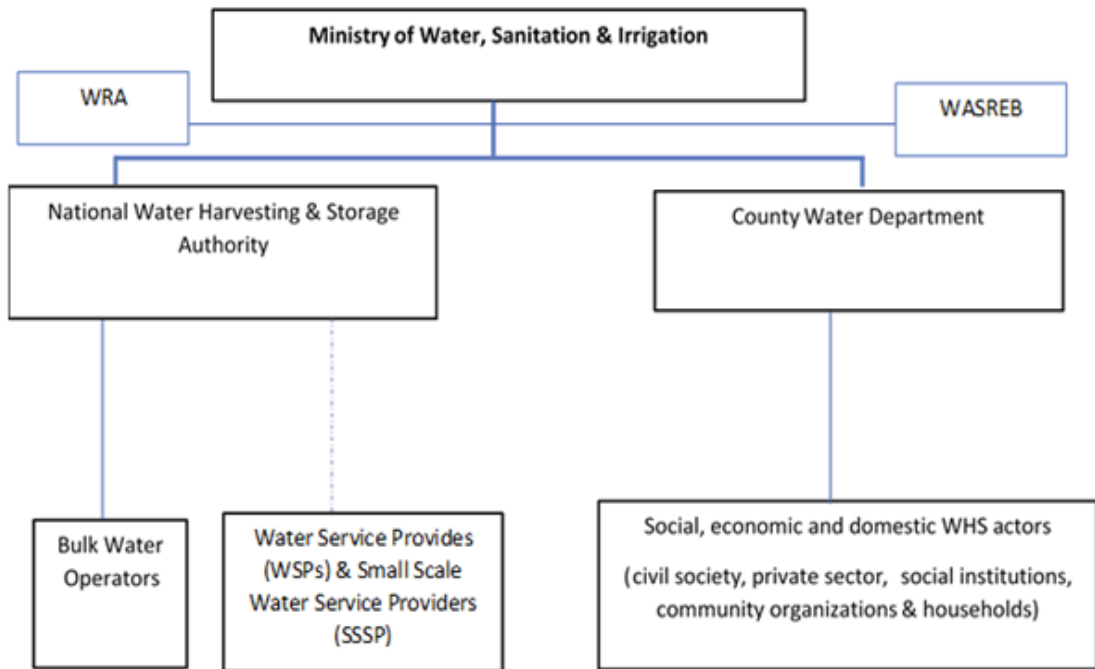 Ministry of Water, Sanitation & Irrigation
WRA
WASREB
National Water Harvesting & Storage
Authority
County Water Department
Bulk Water
Operators
Water Service Provides
(WSPs) & Small Scale
Water Service Providers
(SSSP)
Social, economic and domestic WHS actors
(civil society, private sector, social institutions,
community organizations & households)